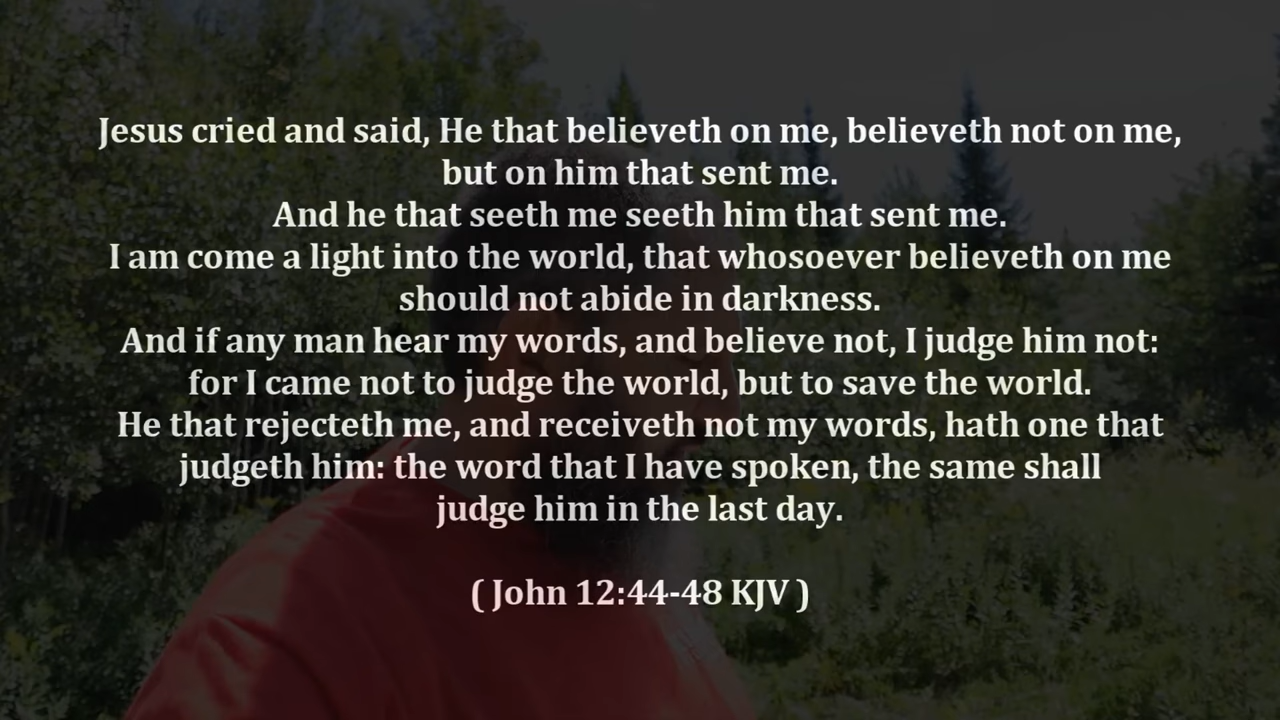 Jesus cried and said, He that believeth on me, believeth not on me,
but on him that sent me.
And he that seeth me seeth him that sent me.
I am come a light into the world, that whosoever believeth on me
should not abide in darkness.
And if any man hear my words, and believe not, I judge him not:
for I came not to judge the world, but to save the world.
He that rejecteth me, and receiveth not my words, hath one that
judgeth him: the word that I have spoken, the same shall
judge him in the last day.
( John 12:44-48 KJV )